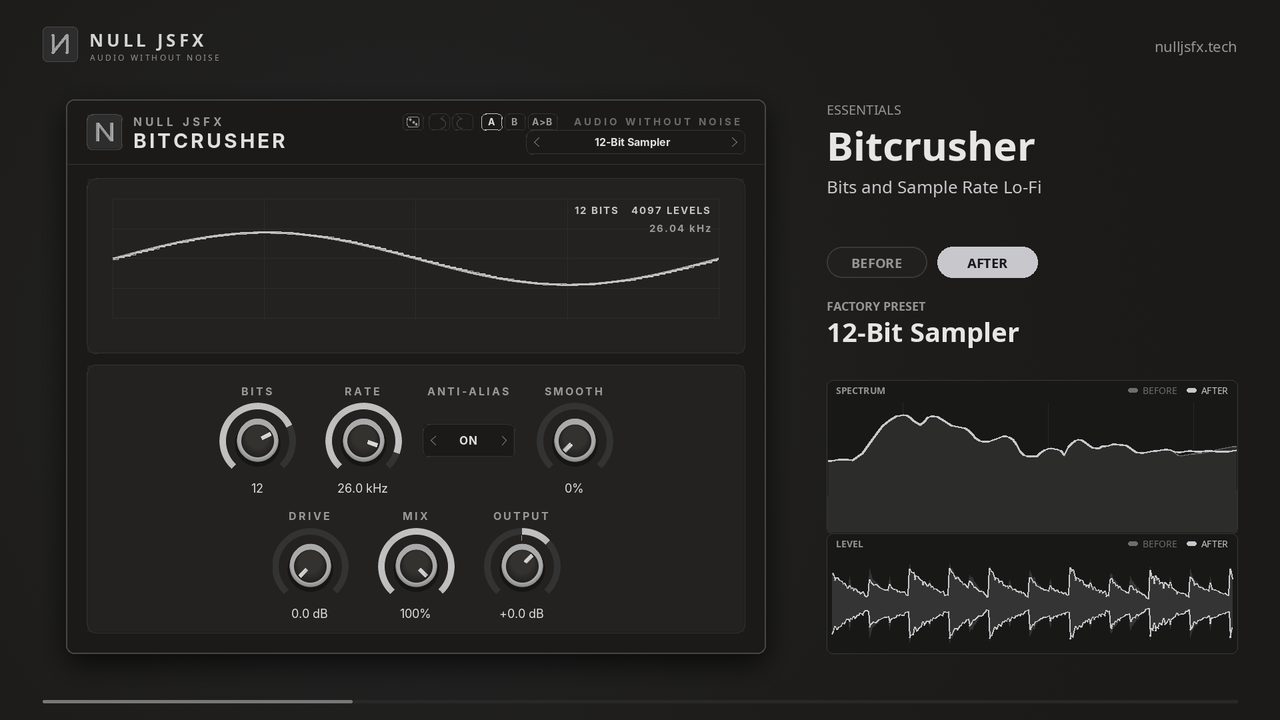 NULL JSFX
AUDIO WITHOUT NOISE
nulljsfx.tech
N
NULL JSFX
BITCRUSHER
A B A>B
AUDIO WITHOUT NOISE
12-Bit Sampler
12 BITS 4097 LEVELS
26.04 kHz
BITS RATE ANTI-ALIAS SMOOTH
ON
12 26.0 kHz 0%
DRIVE MIX OUTPUT
0.0 dB 100% +0.0 dB
ESSENTIALS
Bitcrusher
Bits and Sample Rate Lo-Fi
BEFORE AFTER
FACTORY PRESET
12-Bit Sampler
SPECTRUM BEFORE AFTER
LEVEL BEFORE AFTER